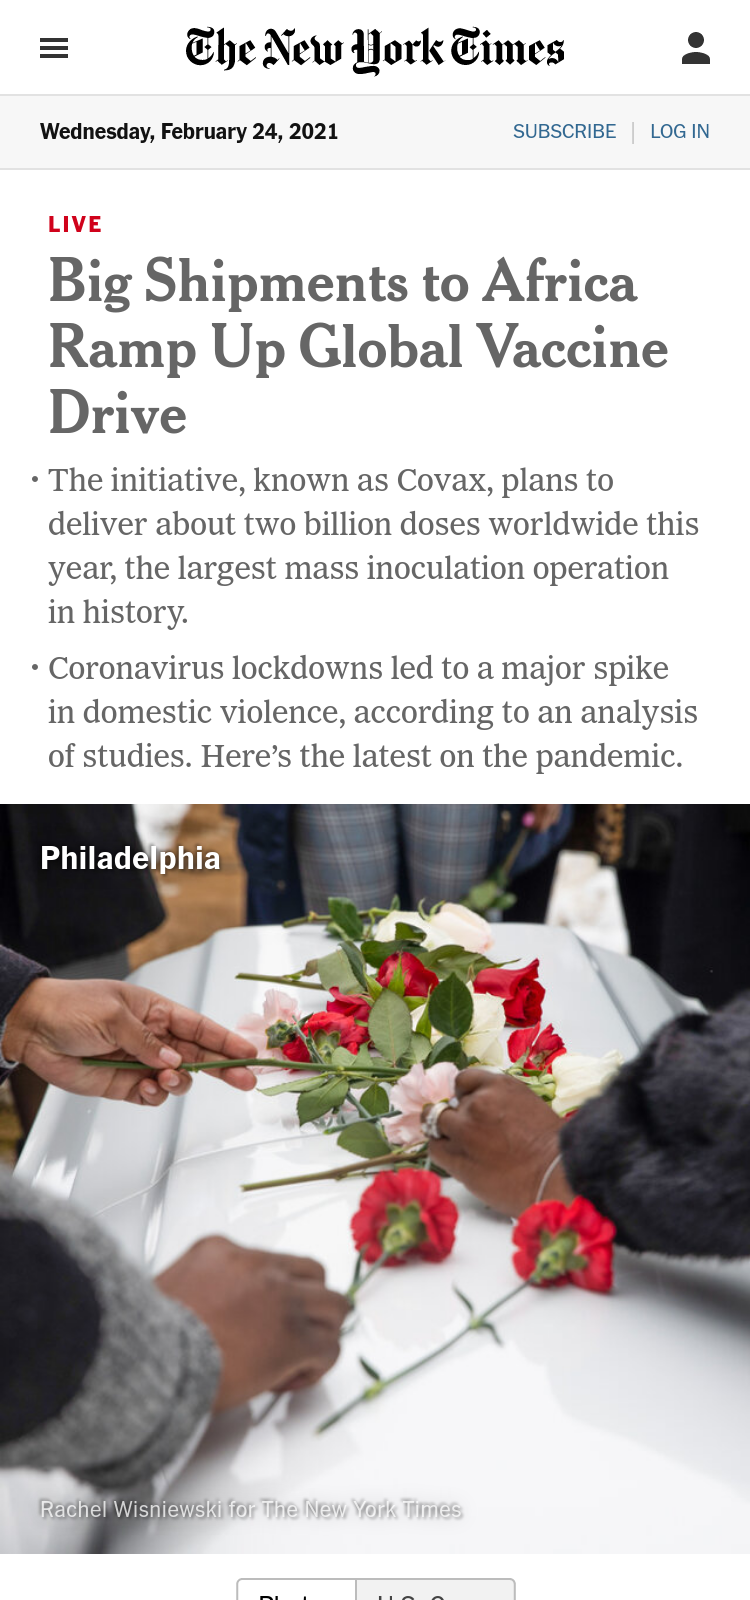 The New York Times
Wednesday, February 24, 2021
SUBSCRIBE | LOG IN
LIVE
Big Shipments to Africa
Ramp Up Global Vaccine
Drive
• The initiative, known as Covax, plans to
deliver about two billion doses worldwide this
year, the largest mass inoculation operation
in history.
• Coronavirus lockdowns led to a major spike
in domestic violence, according to an analysis
of studies. Here’s the latest on the pandemic.
Philadelphia
Rachel Wisniewski for The New York Times